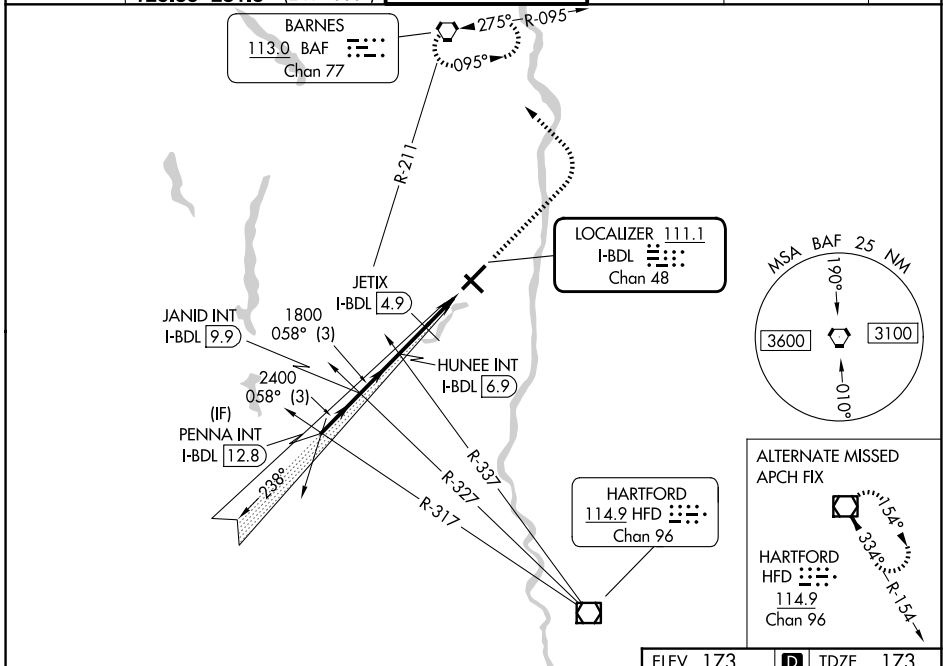 BARNES
113.0 BAF
Chan 77
275°
R-095
095°
R-211
LOCALIZER 111.1
I-BDL
Chan 48
JETIX
I-BDL 4.9
JANID INT
I-BDL 9.9
1800
058° (3)
HUNEE INT
I-BDL 6.9
2400
058° (3)
(IF)
PENNA INT
I-BDL 12.8
238°
R-337
R-327
R-317
HARTFORD
114.9 HFD
Chan 96
MSA BAF 25 NM
190°
3600
3100
010°
ALTERNATE MISSED
APCH FIX
154°
334°
R-154
HARTFORD
HFD
114.9
Chan 96
ELEV 173
D
TDZE 173